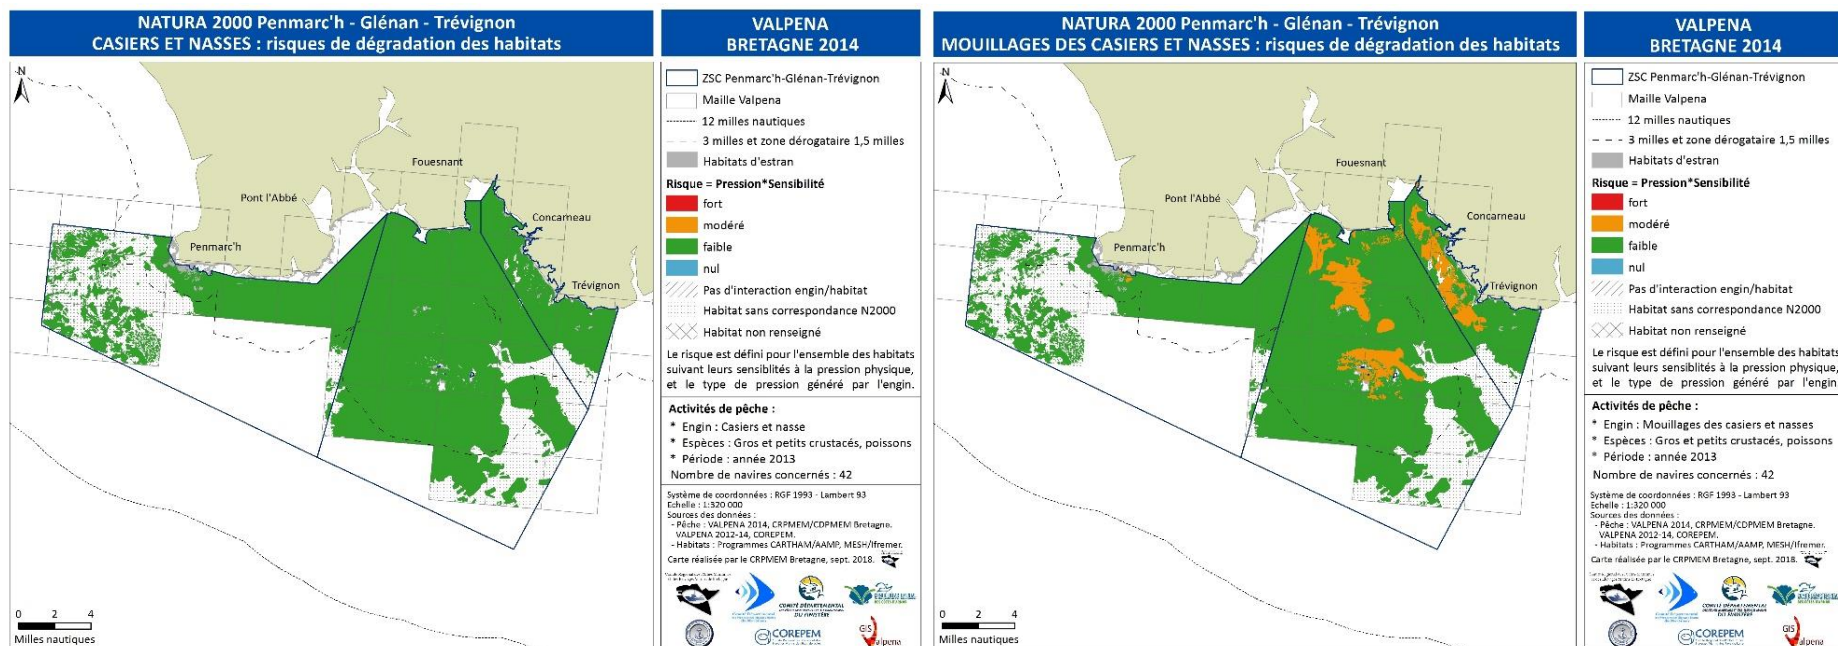 NATURA 2000 Penmarc'h - Glénan - Trévignon
CASIERS ET NASSES : risques de dégradation des habitats
N
Fouesnant
Pont l'Abbé
Concarneau
Penmarc'h
Trévignon
0 2 4
Milles nautiques
VALPENA
BRETAGNE 2014
ZSC Penmarc'h-Glénan-Trévignon
Maille Valpena
12 milles nautiques
3 milles et zone dérogataire 1,5 milles
Habitats d'estran
Risque = Pression*Sensibilité
fort
modéré
faible
nul
Pas d'interaction engin/habitat
Habitat sans correspondance N2000
Habitat non renseigné
Le risque est défini pour l'ensemble des habitats
suivant leurs sensiblités à la pression physique,
et le type de pression généré par l'engin.
Activités de pêche :
* Engin : Casiers et nasse
* Espèces : Gros et petits crustacés, poissons
* Période : année 2013
Nombre de navires concernés : 42
Système de coordonnées : RGF 1993 - Lambert 93
Echelle : 1:320 000
Sources des données :
- Pêche : VALPENA 2014, CRPMEM/CDPMEM Bretagne.
VALPENA 2012-14, COREPEM.
- Habitats : Programmes CARTHAM/AAMP, MESH/Ifremer.
Carte réalisée par le CRPMEM Bretagne, sept. 2018.
COMITÉ DÉPARTEMENTAL
DU FINISTÈRE
COREPEM
GIS
Valpena
NATURA 2000 Penmarc'h - Glénan - Trévignon
MOUILLAGES DES CASIERS ET NASSES : risques de dégradation des habitats
N
Fouesnant
Pont l'Abbé
Concarneau
Penmarc'h
Trévignon
0 2 4
Milles nautiques
VALPENA
BRETAGNE 2014
ZSC Penmarc'h-Glénan-Trévignon
Maille Valpena
12 milles nautiques
3 milles et zone dérogataire 1,5 milles
Habitats d'estran
Risque = Pression*Sensibilité
fort
modéré
faible
nul
Pas d'interaction engin/habitat
Habitat sans correspondance N2000
Habitat non renseigné
Le risque est défini pour l'ensemble des habitats
suivant leurs sensiblités à la pression physique,
et le type de pression généré par l'engin.
Activités de pêche :
* Engin : Mouillages des casiers et nasses
* Espèces : Gros et petits crustacés, poissons
* Période : année 2013
Nombre de navires concernés : 42
Système de coordonnées : RGF 1993 - Lambert 93
Echelle : 1:320 000
Sources des données :
- Pêche : VALPENA 2014, CRPMEM/CDPMEM Bretagne.
VALPENA 2012-14, COREPEM.
- Habitats : Programmes CARTHAM/AAMP, MESH/Ifremer.
Carte réalisée par le CRPMEM Bretagne, sept. 2018.
COMITÉ DÉPARTEMENTAL
DU FINISTÈRE
COREPEM
GIS
Valpena